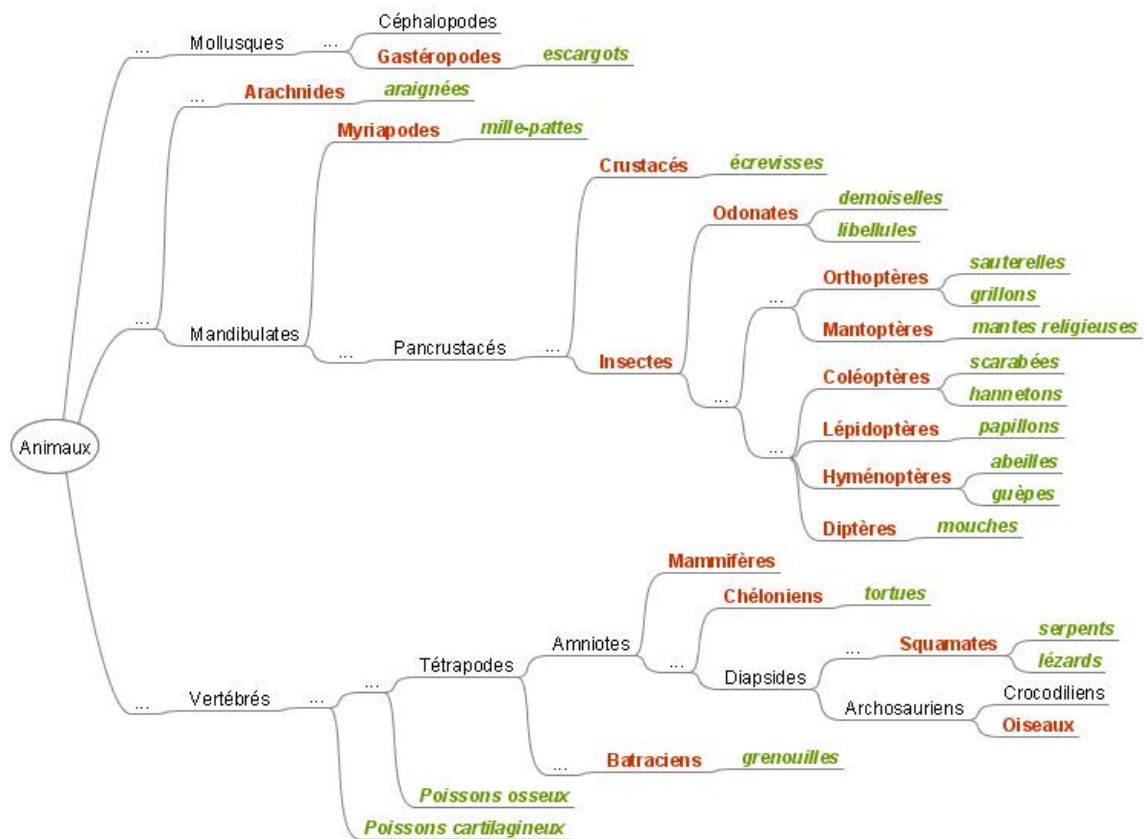 Céphalopodes
... Mollusques ...
Gastéropodes escargots
... Arachnides araignées
Myriapodes mille-pattes
Crustacés écrevisses
demoiselles
Odonates
libellules
sauterelles
Orthoptères
...
grillons
... Mandibulates
Mantoptères mantes religieuses
... Pancrustacés ...
Insectes
scarabées
Coléoptères
...
hannetons
Lépidoptères papillons
...
Animaux
abeilles
Hyménoptères
guèpes
Diptères mouches
Mammifères
Chéloniens tortues
Amniotes
serpents
... Squamates
...
Tétrapodes
lézards
...
Diapsides
Crocodiliens
... Vertébrés ...
Archosauriens
Oiseaux
... Batraciens grenouilles
Poissons osseux
Poissons cartilagineux